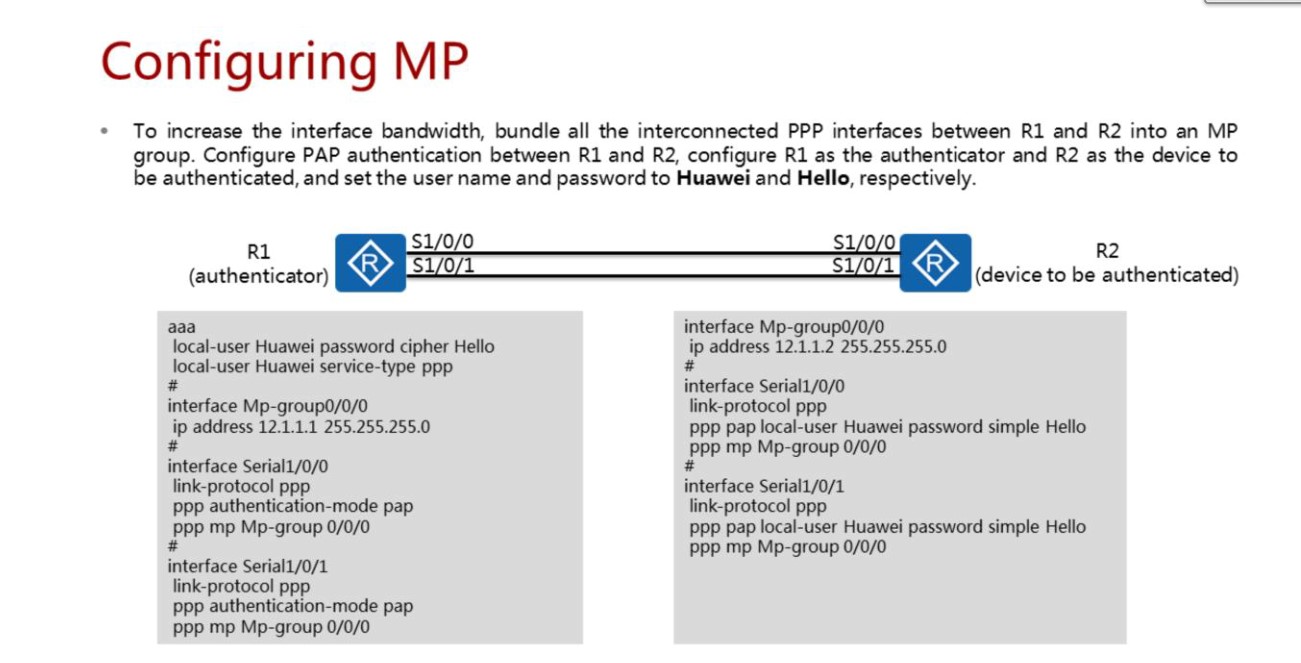 Configuring MP
• To increase the interface bandwidth, bundle all the interconnected PPP interfaces between R1 and R2 into an MP
group. Configure PAP authentication between R1 and R2, configure R1 as the authenticator and R2 as the device to
be authenticated, and set the user name and password to Huawei and Hello, respectively.
R1
(authenticator)
R
S1/0/0
S1/0/1
S1/0/0
S1/0/1
R
R2
(device to be authenticated)
aaa
local-user Huawei password cipher Hello
local-user Huawei service-type ppp
#
interface Mp-group0/0/0
ip address 12.1.1.1 255.255.255.0
#
interface Serial1/0/0
link-protocol ppp
ppp authentication-mode pap
ppp mp Mp-group 0/0/0
#
interface Serial1/0/1
link-protocol ppp
ppp authentication-mode pap
ppp mp Mp-group 0/0/0
interface Mp-group0/0/0
ip address 12.1.1.2 255.255.255.0
#
interface Serial1/0/0
link-protocol ppp
ppp pap local-user Huawei password simple Hello
ppp mp Mp-group 0/0/0
#
interface Serial1/0/1
link-protocol ppp
ppp pap local-user Huawei password simple Hello
ppp mp Mp-group 0/0/0